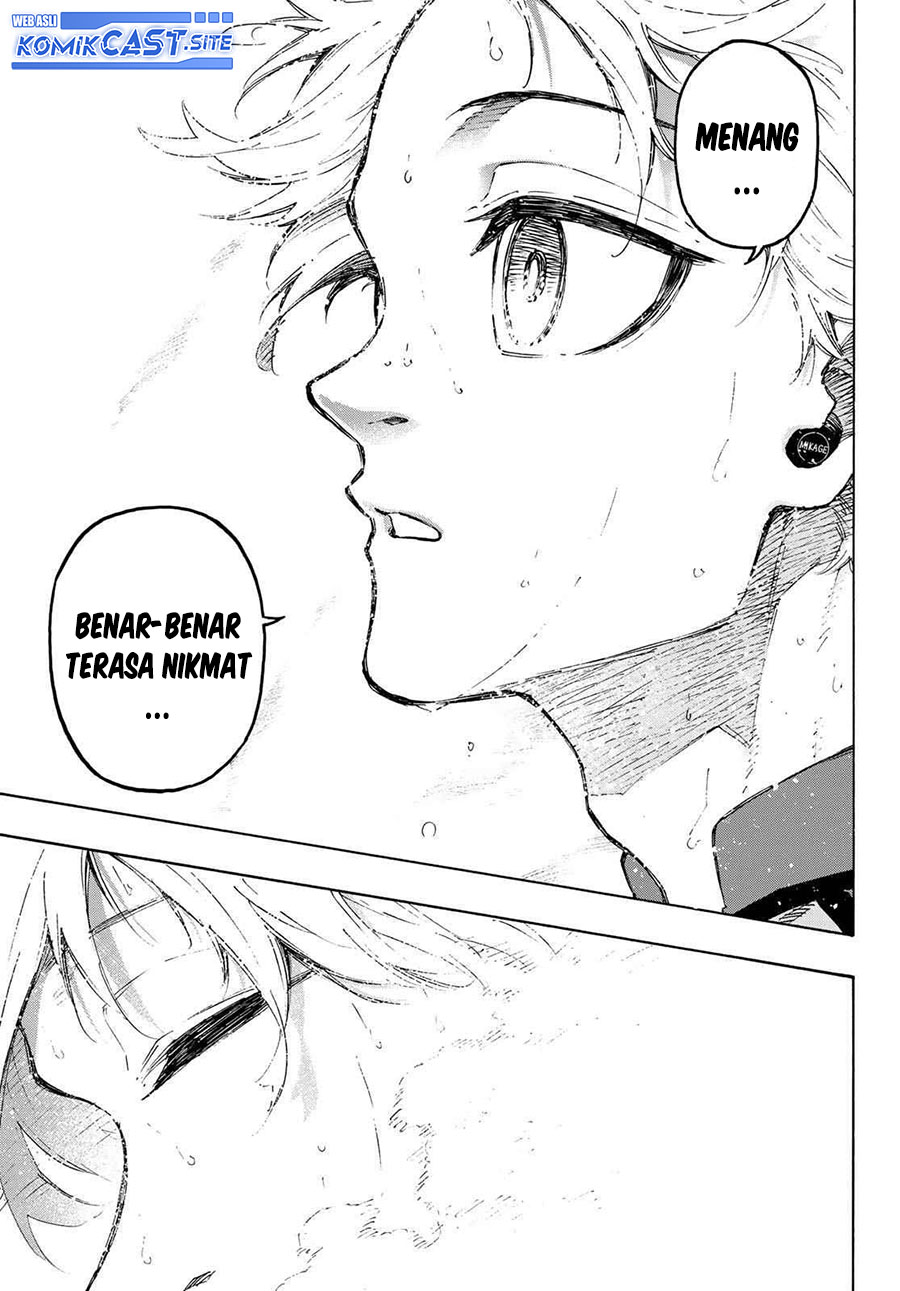 WEB ASLI
KOMIKCAST.SITE
MENANG
...
MIKAGE
BENAR-BENAR
TERASA NIKMAT
...